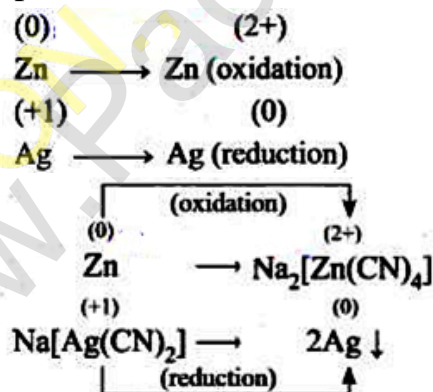 (0) (2+)
Zn ⟶ Zn (oxidation)
(+1) (0)
Ag ⟶ Ag (reduction)
(oxidation)
(0) (2+)
Zn ⟶ Na₂[Zn(CN)₄]
(+1) (0)
Na[Ag(CN)₂] ⟶ 2Ag ↓
(reduction)